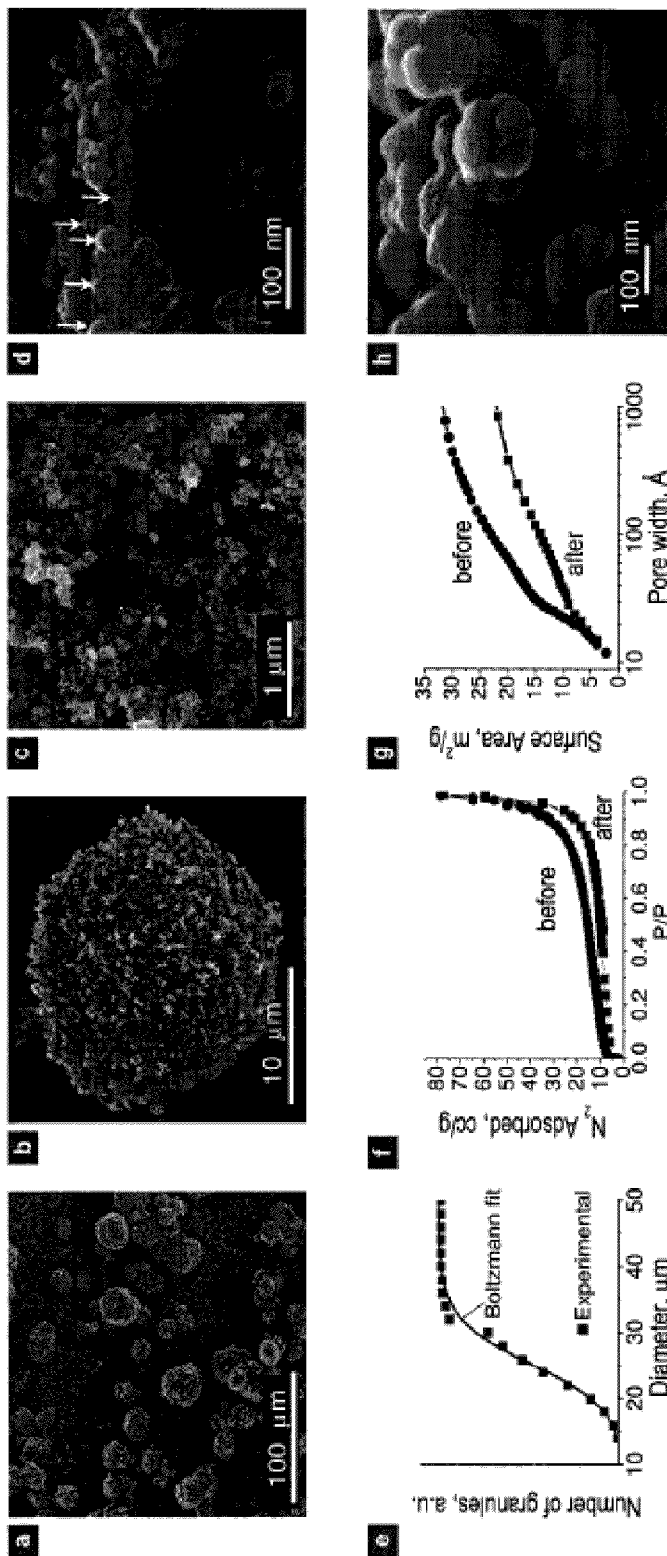 a
100 μm
b
10 μm
c
1 μm
d
100 nm
e
Number of granules, a.u.
Boltzmann fit
Experimental
10 20 30 40 50
Diameter, μm
f
N2 Adsorbed, cc/g
80
70
60
50
40
30
20
10
0
before
after
0.0 0.2 0.4 0.6 0.8 1.0
P/P
g
Surface Area, m²/g
35
30
25
20
15
10
5
0
before
after
10 100 1000
Pore width, Å
h
100 nm